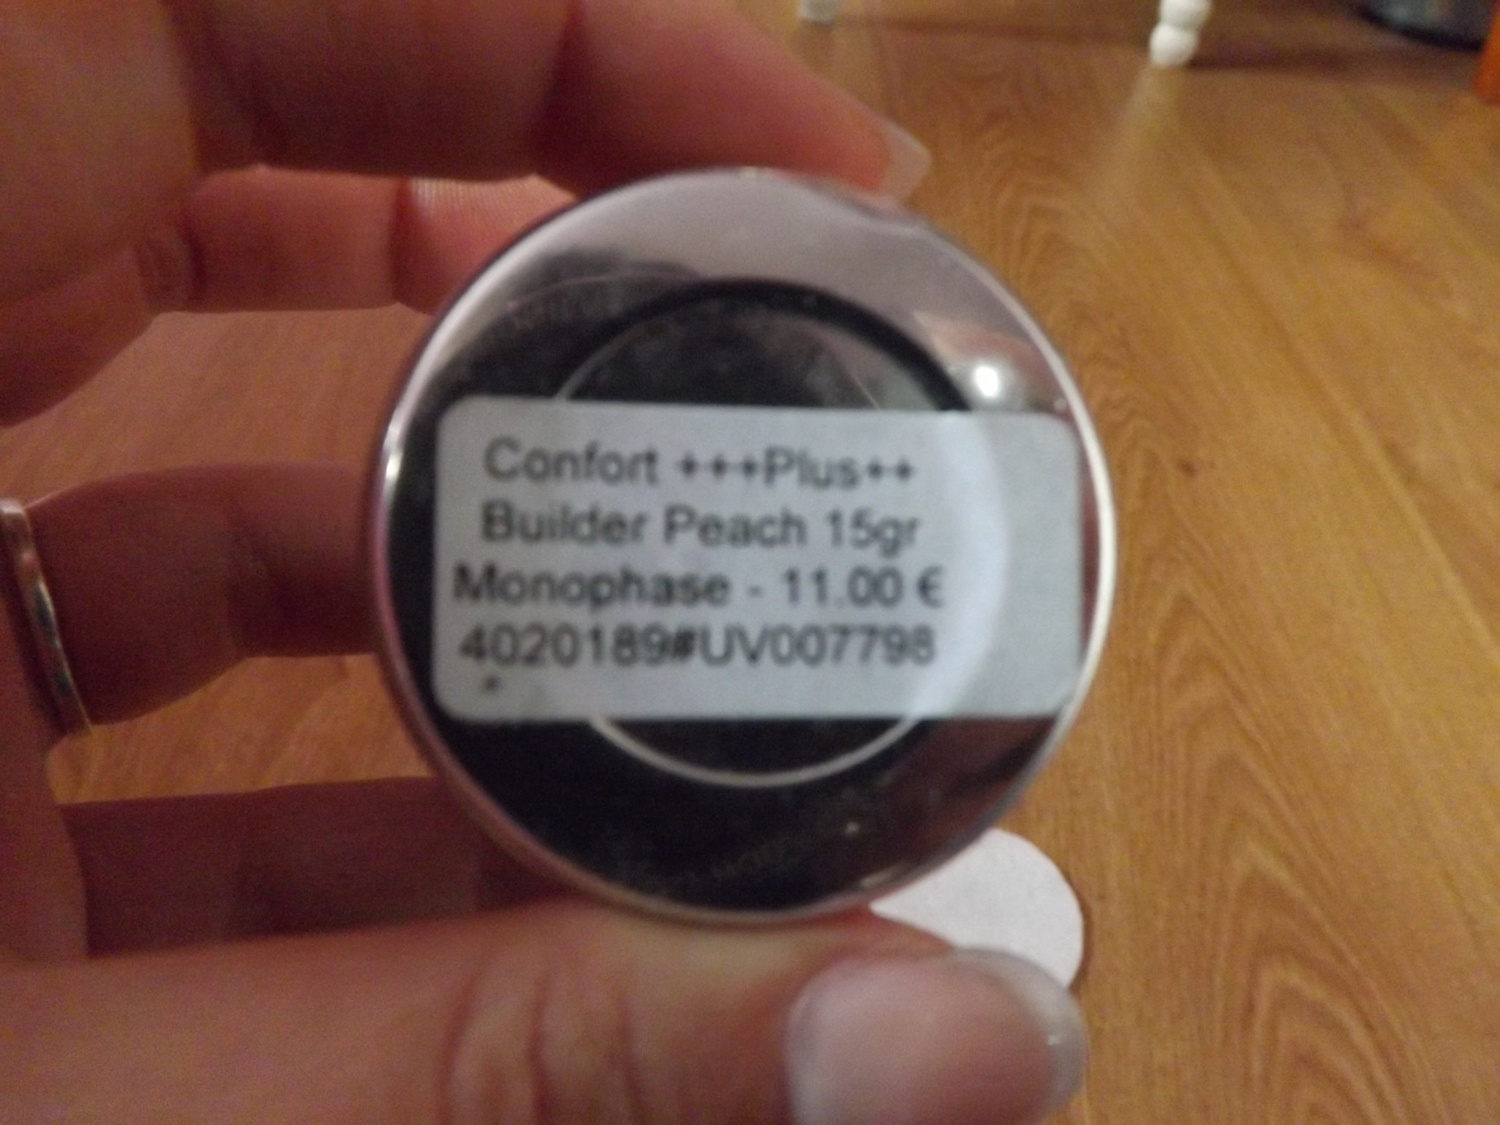 Confort +++Plus++
Builder Peach 15gr
Monophase - 11.00 €
4020189#UV007798
*